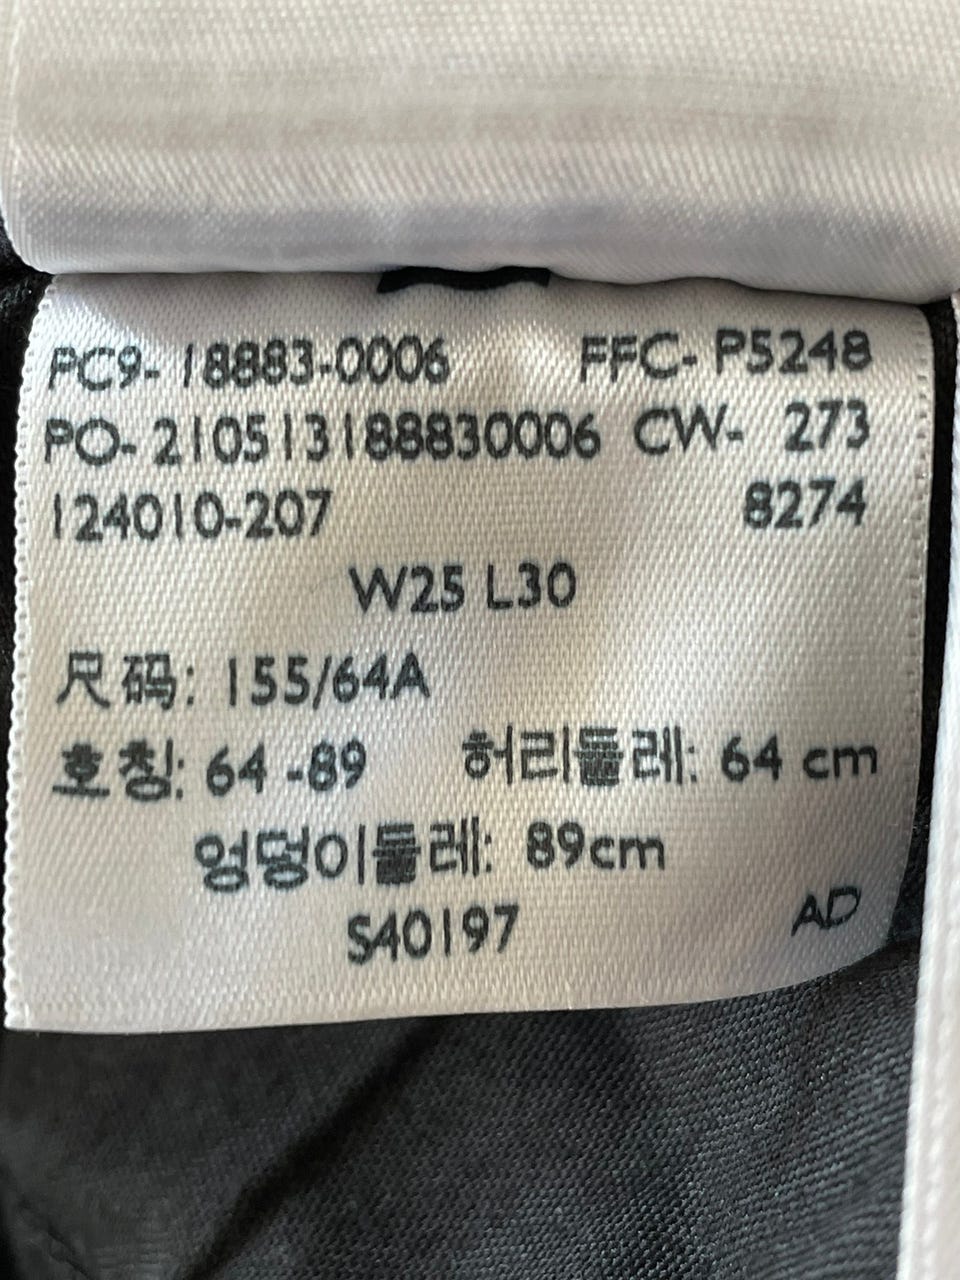 PC9- 18883-0006 FFC- P5248
PO- 210513188830006 CW- 273
124010-207 8274
W25 L30
尺码: 155/64A
호칭: 64 -89 허리둘레: 64 cm
엉덩이둘레: 89cm
S40197 AD